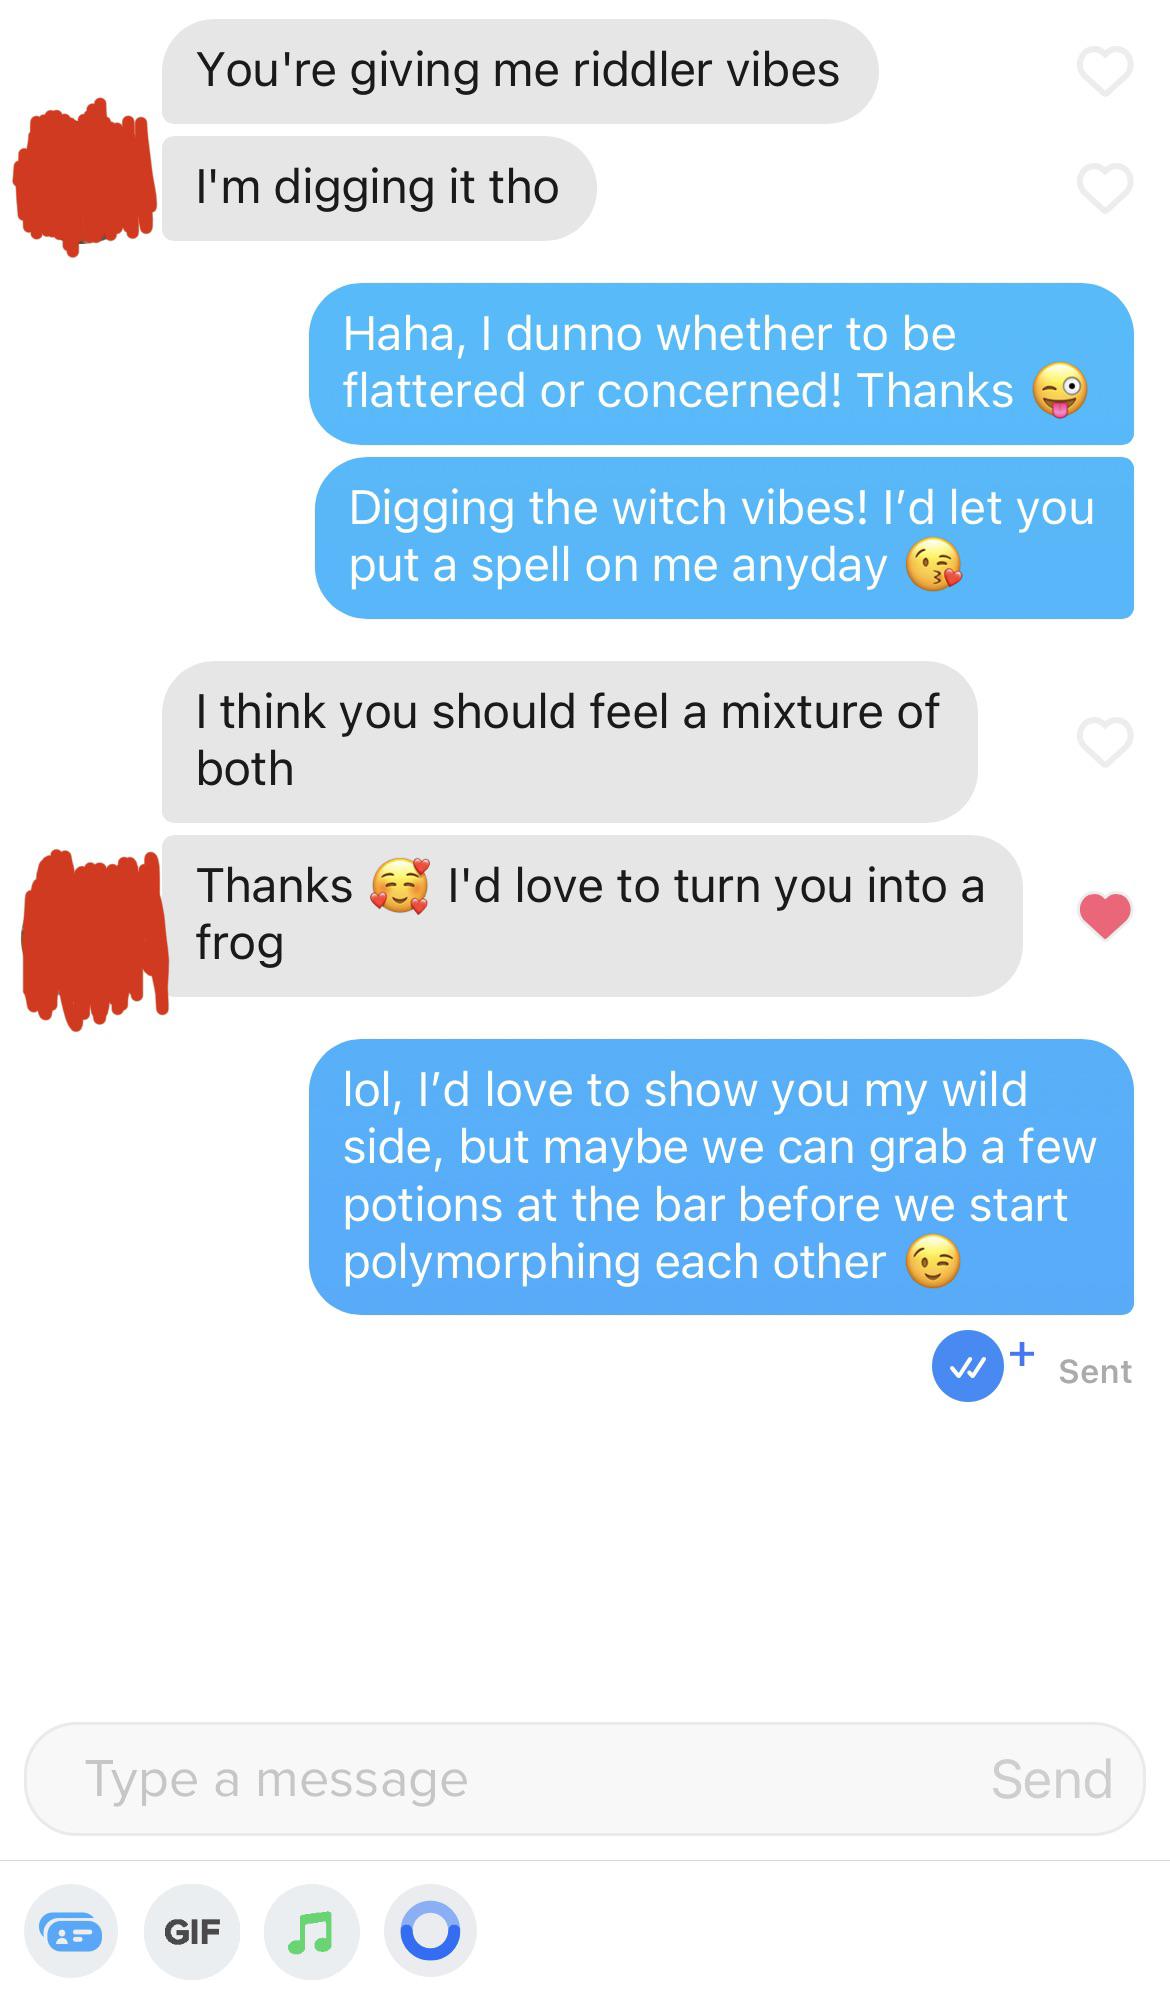 You're giving me riddler vibes
I'm digging it tho
Haha, I dunno whether to be
flattered or concerned! Thanks 😜
Digging the witch vibes! I’d let you
put a spell on me anyday 😘
I think you should feel a mixture of
both
Thanks 🥰 I'd love to turn you into a
frog
lol, I’d love to show you my wild
side, but maybe we can grab a few
potions at the bar before we start
polymorphing each other 😉
Sent
Type a message Send
GIF